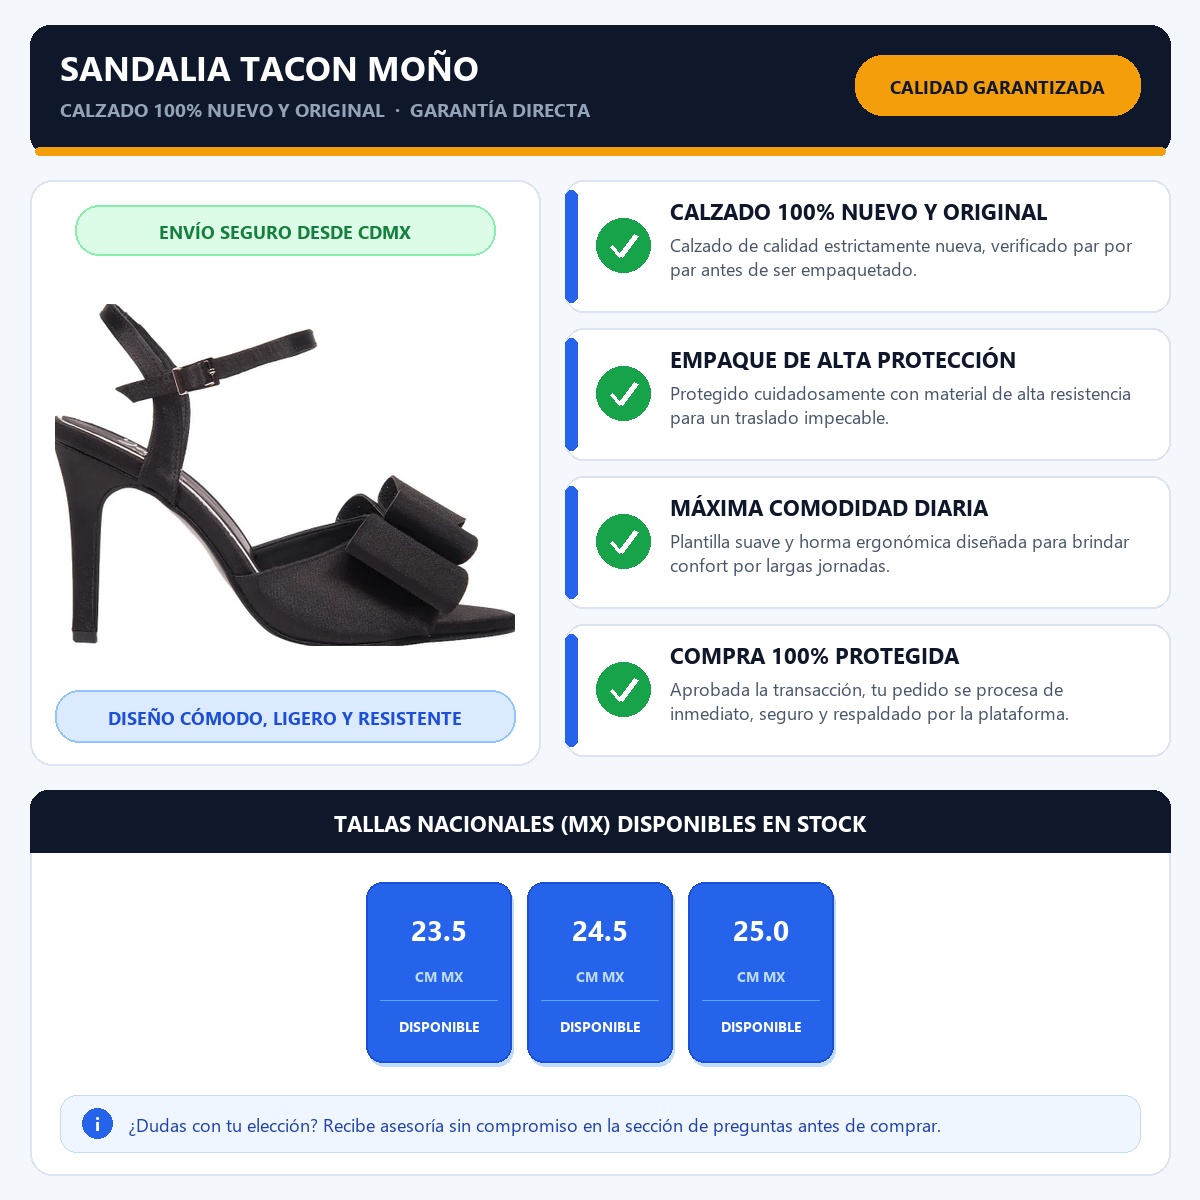 SANDALIA TACON MOÑO
CALZADO 100% NUEVO Y ORIGINAL · GARANTÍA DIRECTA
CALIDAD GARANTIZADA
ENVÍO SEGURO DESDE CDMX
DISEÑO CÓMODO, LIGERO Y RESISTENTE
CALZADO 100% NUEVO Y ORIGINAL
Calzado de calidad estrictamente nueva, verificado par por
par antes de ser empaquetado.
EMPAQUE DE ALTA PROTECCIÓN
Protegido cuidadosamente con material de alta resistencia
para un traslado impecable.
MÁXIMA COMODIDAD DIARIA
Plantilla suave y horma ergonómica diseñada para brindar
confort por largas jornadas.
COMPRA 100% PROTEGIDA
Aprobada la transacción, tu pedido se procesa de
inmediato, seguro y respaldado por la plataforma.
TALLAS NACIONALES (MX) DISPONIBLES EN STOCK
23.5
CM MX
DISPONIBLE
24.5
CM MX
DISPONIBLE
25.0
CM MX
DISPONIBLE
¿Dudas con tu elección? Recibe asesoría sin compromiso en la sección de preguntas antes de comprar.